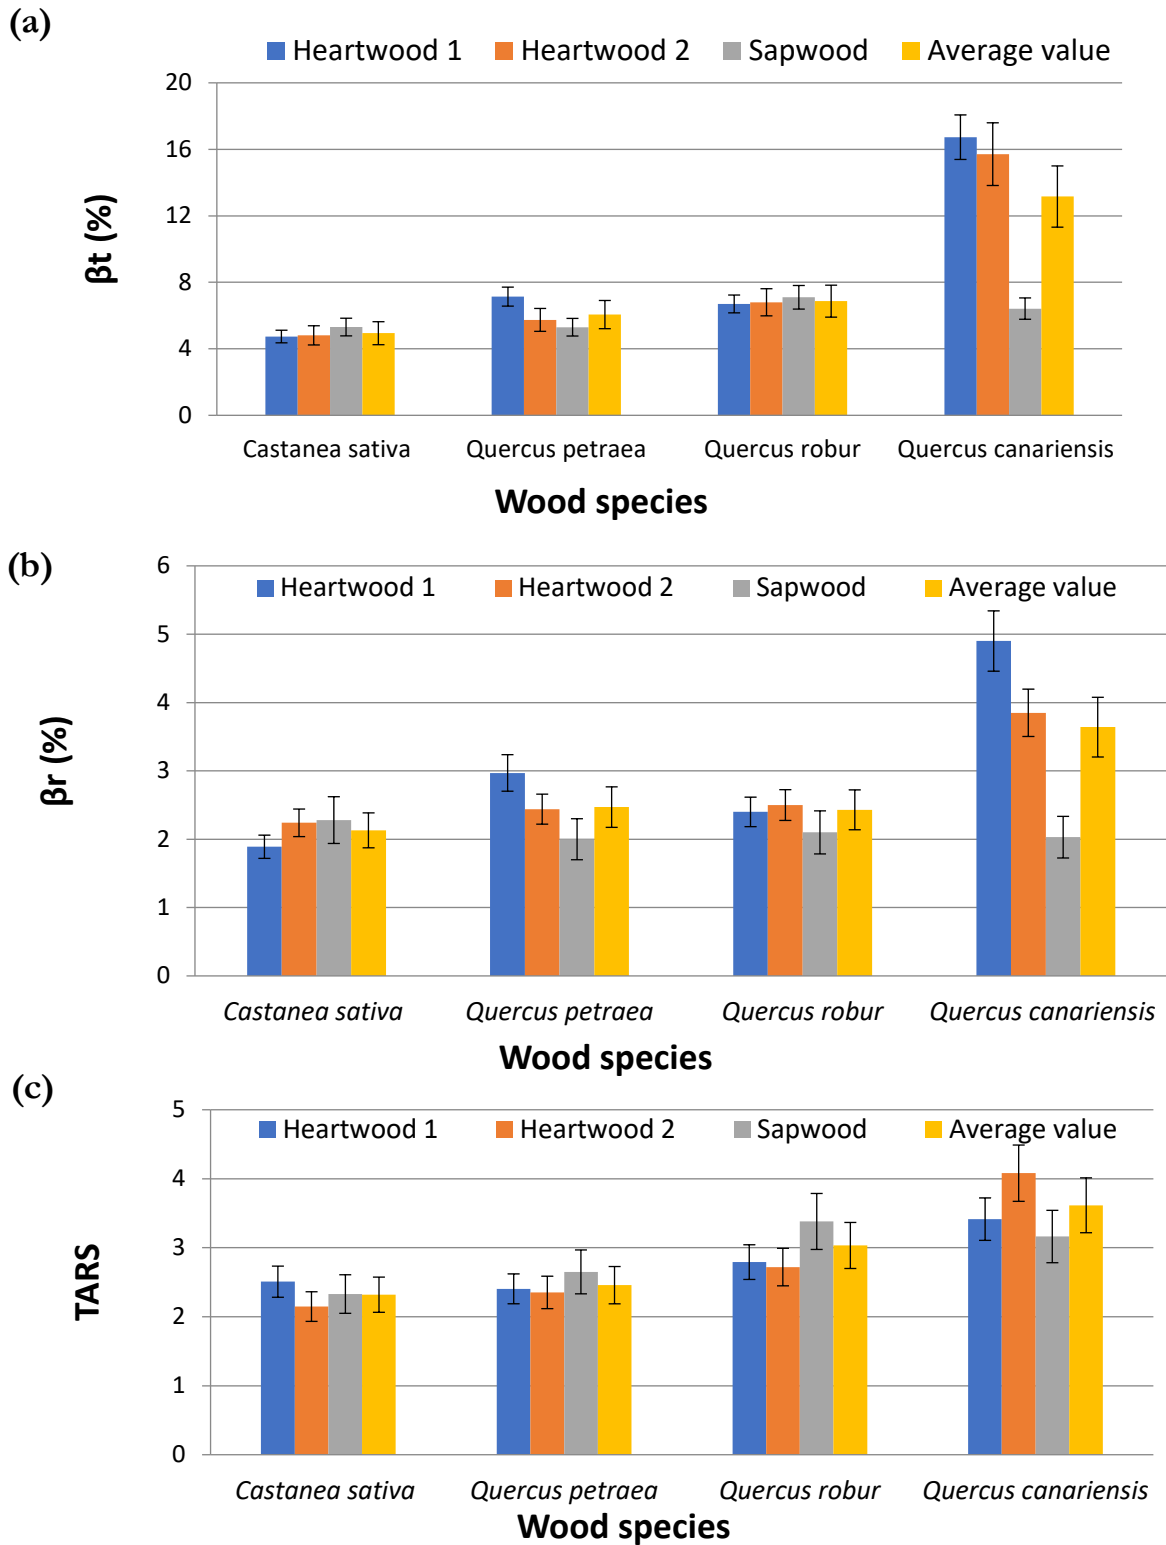 (a)
Heartwood 1 Heartwood 2 Sapwood Average value
20
16
12
8
4
0
βt (%)
Castanea sativa Quercus petraea Quercus robur Quercus canariensis
Wood species
(b)
Heartwood 1 Heartwood 2 Sapwood Average value
6
5
4
3
2
1
0
βr (%)
Castanea sativa Quercus petraea Quercus robur Quercus canariensis
Wood species
(c)
Heartwood 1 Heartwood 2 Sapwood Average value
5
4
3
2
1
0
TARS
Castanea sativa Quercus petraea Quercus robur Quercus canariensis
Wood species